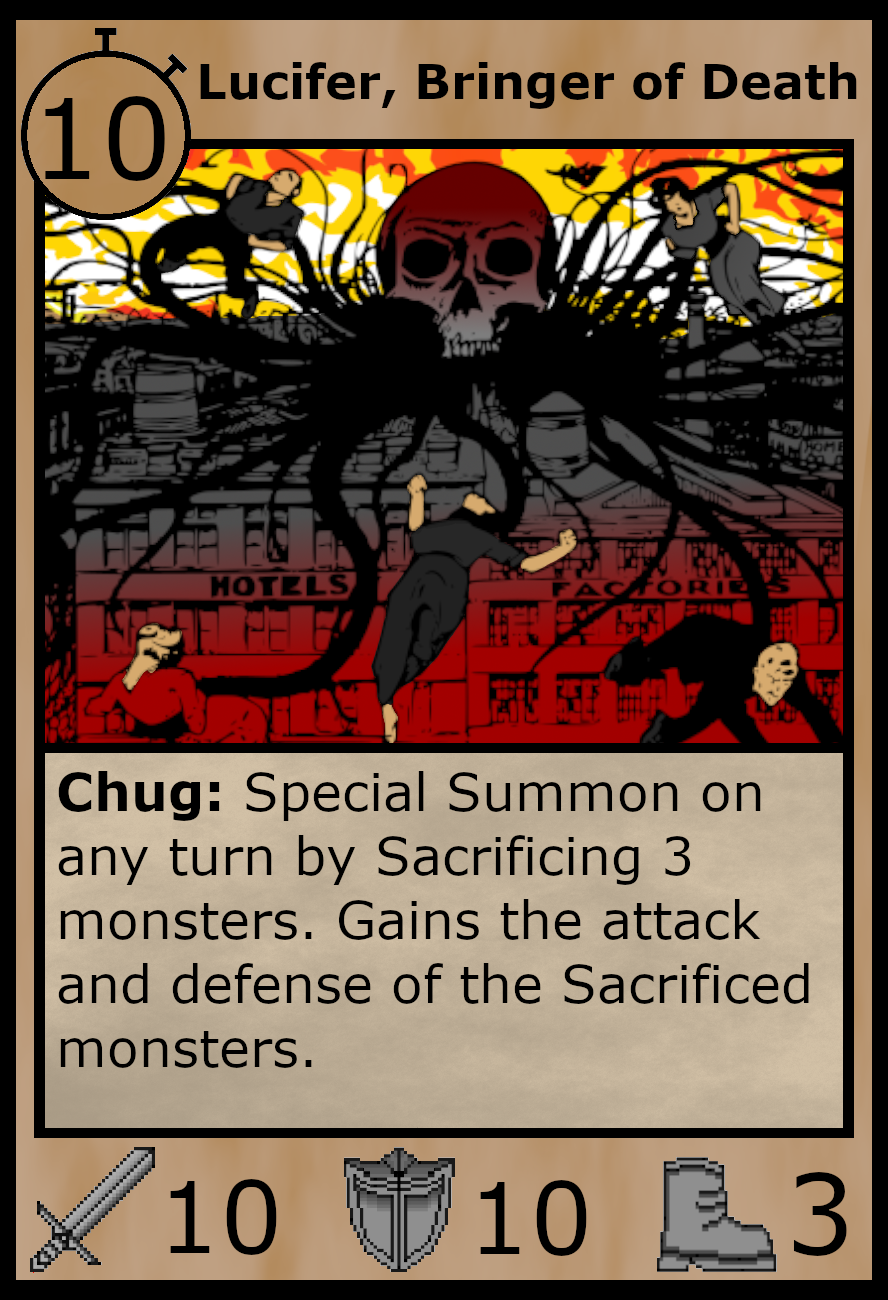 10
Lucifer, Bringer of Death
HOME
HOTELS
FACTORIES
Chug: Special Summon on
any turn by Sacrificing 3
monsters. Gains the attack
and defense of the Sacrificed
monsters.
10
10
3